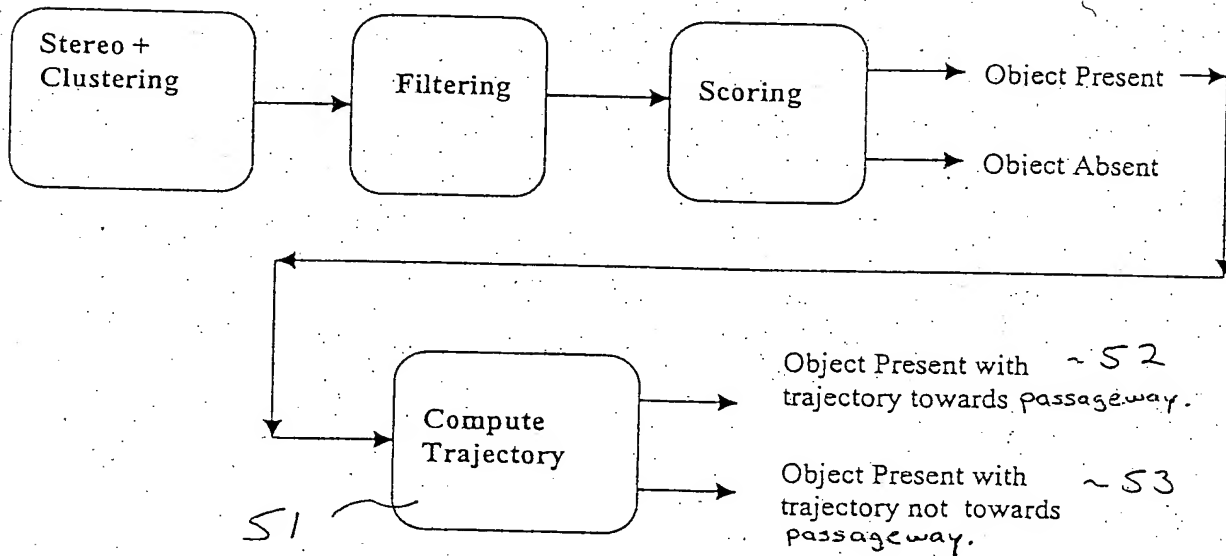 Stereo +
Clustering
Filtering
Scoring
Object Present
Object Absent
Compute
Trajectory
51
Object Present with ~52
trajectory towards passageway.
Object Present with ~53
trajectory not towards
passageway.